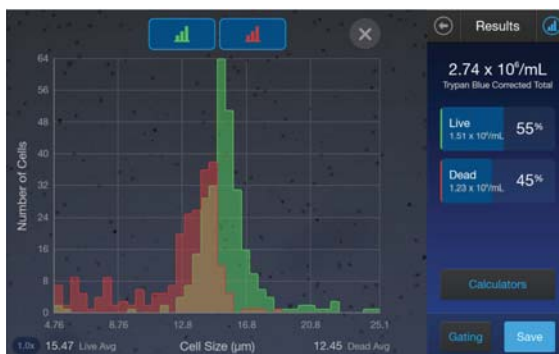 Results
2.74 x 10⁶/mL
Trypan Blue Corrected Total
Live
1.51 x 10⁶/mL
55%
Dead
1.23 x 10⁶/mL
45%
Calculators
Gating
Save
Number of Cells
64
56
48
40
32
24
16
8
0
4.76
8.76
12.8
16.8
20.8
25.1
1.0x
15.47 Live Avg
Cell Size (µm)
12.45 Dead Avg